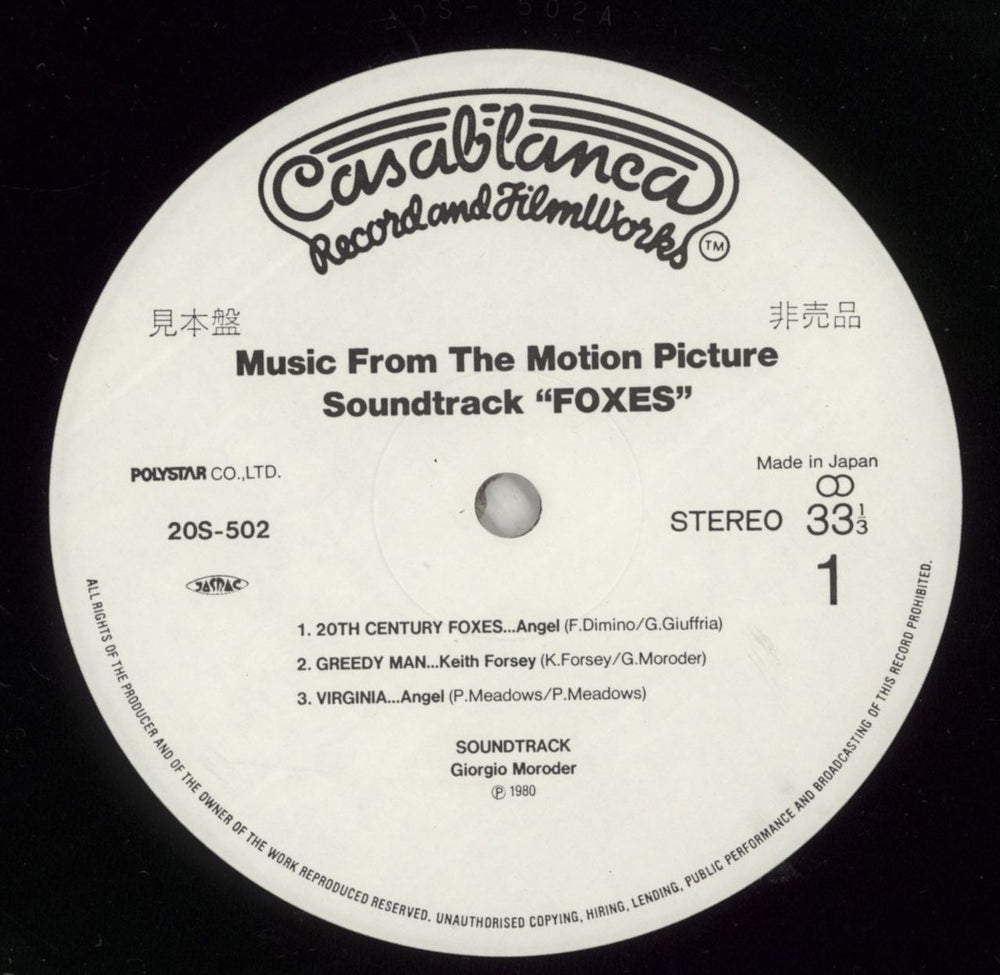 20S-502A
Casablanca
Record and FilmWorks ™
見本盤
非売品
Music From The Motion Picture
Soundtrack “FOXES”
POLYSTAR CO.,LTD.
Made in Japan
STEREO 33⅓
20S-502
1
JASRAC
1. 20TH CENTURY FOXES...Angel (F.Dimino/G.Giuffria)
2. GREEDY MAN...Keith Forsey (K.Forsey/G.Moroder)
3. VIRGINIA...Angel (P.Meadows/P.Meadows)
SOUNDTRACK
Giorgio Moroder
℗ 1980
ALL RIGHTS OF THE PRODUCER AND OF THE OWNER OF THE WORK REPRODUCED RESERVED. UNAUTHORISED COPYING, HIRING, LENDING, PUBLIC PERFORMANCE AND BROADCASTING OF THIS RECORD PROHIBITED.